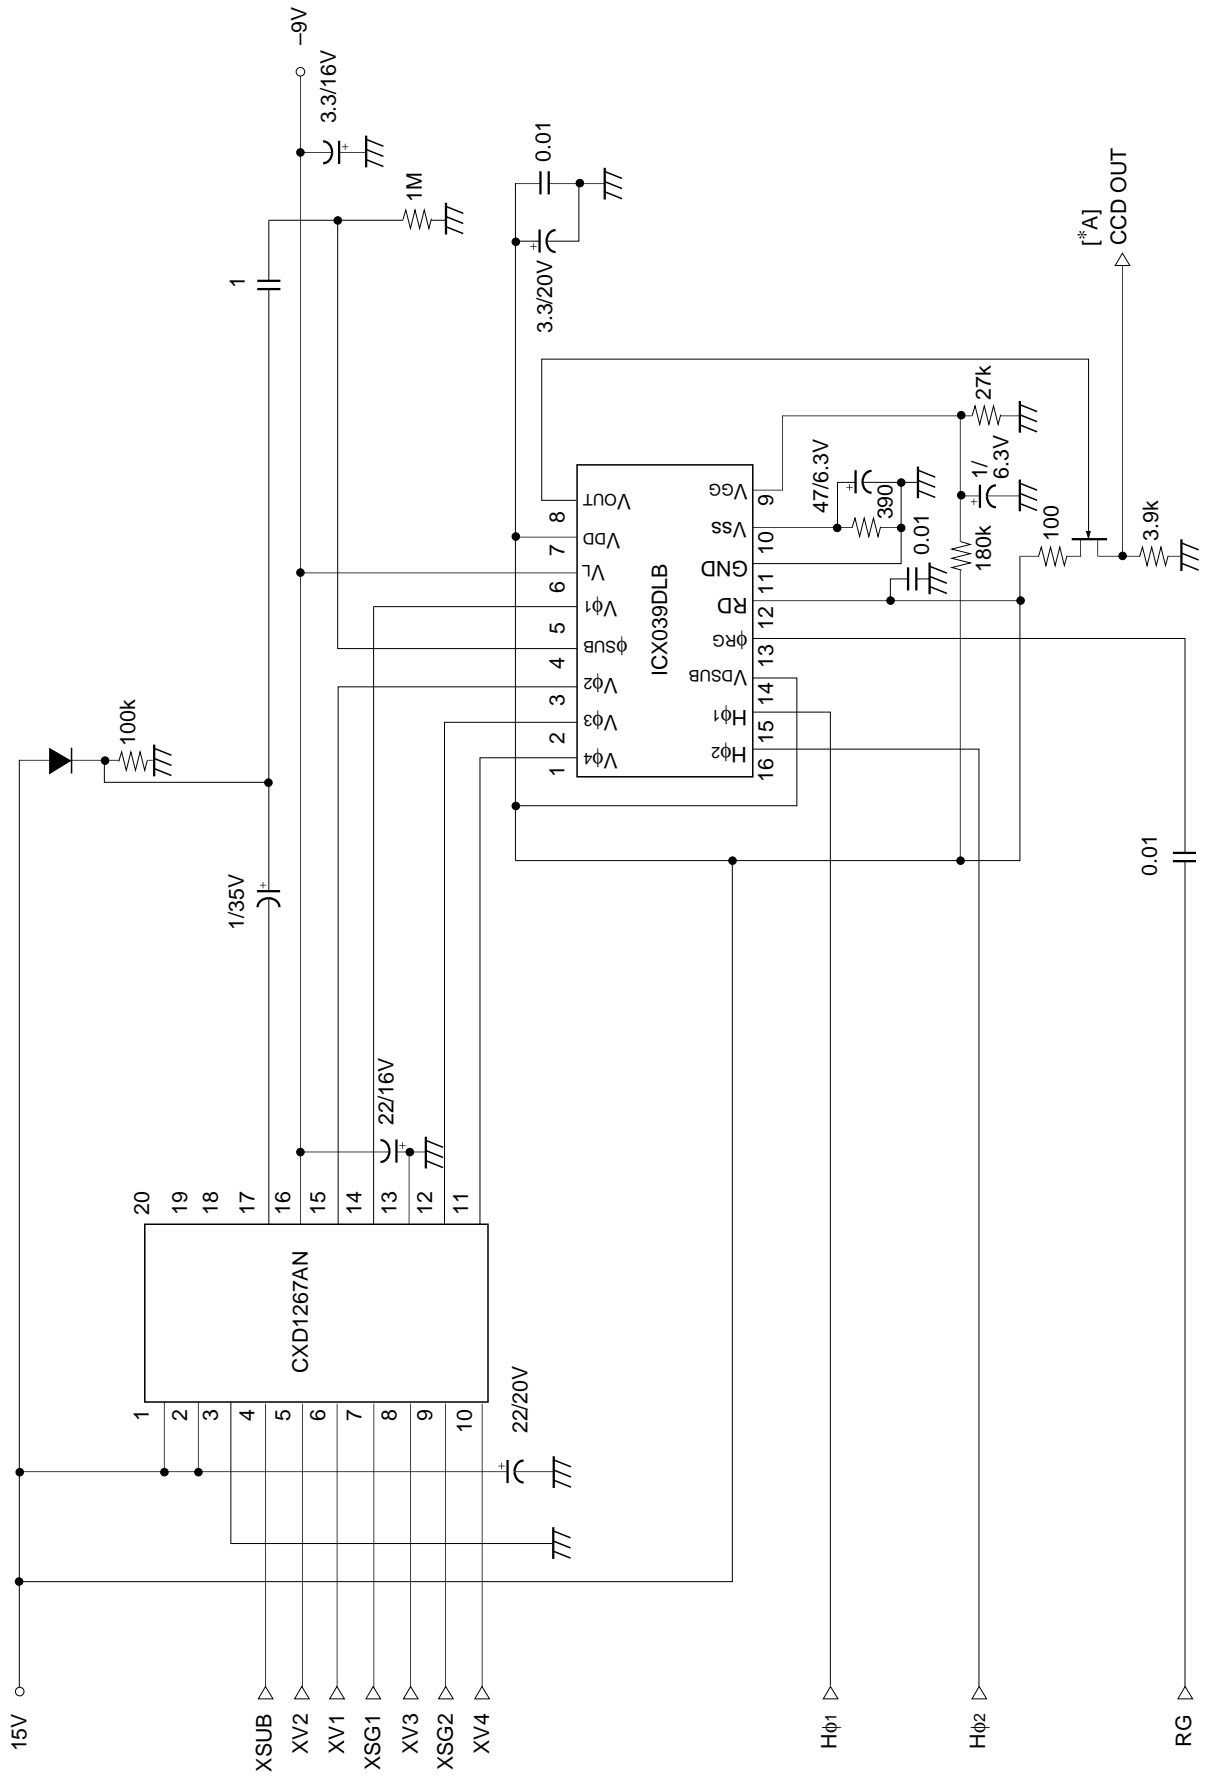 15V
XSUB
XV2
XV1
XSG1
XV3
XSG2
XV4
Hϕ1
Hϕ2
RG
22/20V
1
2
3
4
5
6
7
8
9
10
CXD1267AN
20
19
18
17
16
15
14
13
12
11
22/16V
1/35V
100k
1
1M
3.3/16V
–9V
3.3/20V
0.01
1
2
3
4
5
6
7
8
Vϕ4
Vϕ3
Vϕ2
ϕSUB
Vϕ1
VL
VDD
VOUT
ICX039DLB
Hϕ2
Hϕ1
VDSUB
ϕRG
RD
GND
VSS
VGG
16
15
14
13
12
11
10
9
47/6.3V
390
0.01
180k
1/
6.3V
27k
100
3.9k
[*A]
CCD OUT
0.01